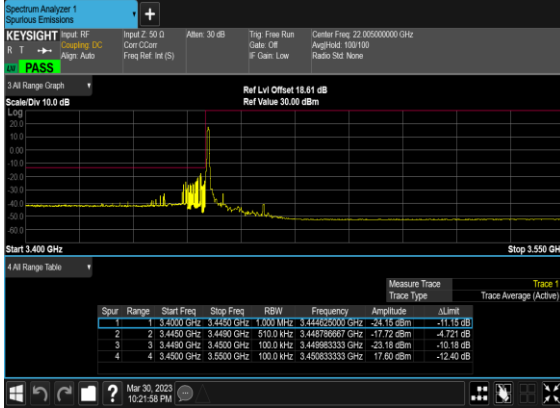 Spectrum Analyzer 1
Spurious Emissions
+
KEYSIGHT Input: RF Input Z: 50 Ω Atten: 30 dB Trig: Free Run Center Freq: 22.005000000 GHz
R T Coupling: DC Corr CCorr Gate: Off Avg|Hold: 100/100
Align: Auto Freq Ref: Int (S) IF Gain: Low Radio Std: None
LXI PASS
3 All Range Graph Ref Lvl Offset 18.61 dB
Scale/Div 10.0 dB Ref Value 30.00 dBm
Log
20.0
10.0
0.00
-10.0
-20.0
-30.0
-40.0
-50.0
-60.0
Start 3.400 GHz Stop 3.550 GH
4 All Range Table
Measure Trace Trace 1
Trace Type Trace Average (Active)
Spur Range Start Freq Stop Freq RBW Frequency Amplitude ΔLimit
1 1 3.4000 GHz 3.4450 GHz 1.000 MHz 3.444625000 GHz -24.15 dBm -11.15 dB
2 2 3.4450 GHz 3.4490 GHz 510.0 kHz 3.448786667 GHz -17.72 dBm -4.721 dB
3 3 3.4490 GHz 3.4500 GHz 100.0 kHz 3.449983333 GHz -23.18 dBm -10.18 dB
4 4 3.4500 GHz 3.5500 GHz 100.0 kHz 3.450833333 GHz 17.60 dBm -12.40 dB
?
Mar 30, 2023
10:21:58 PM